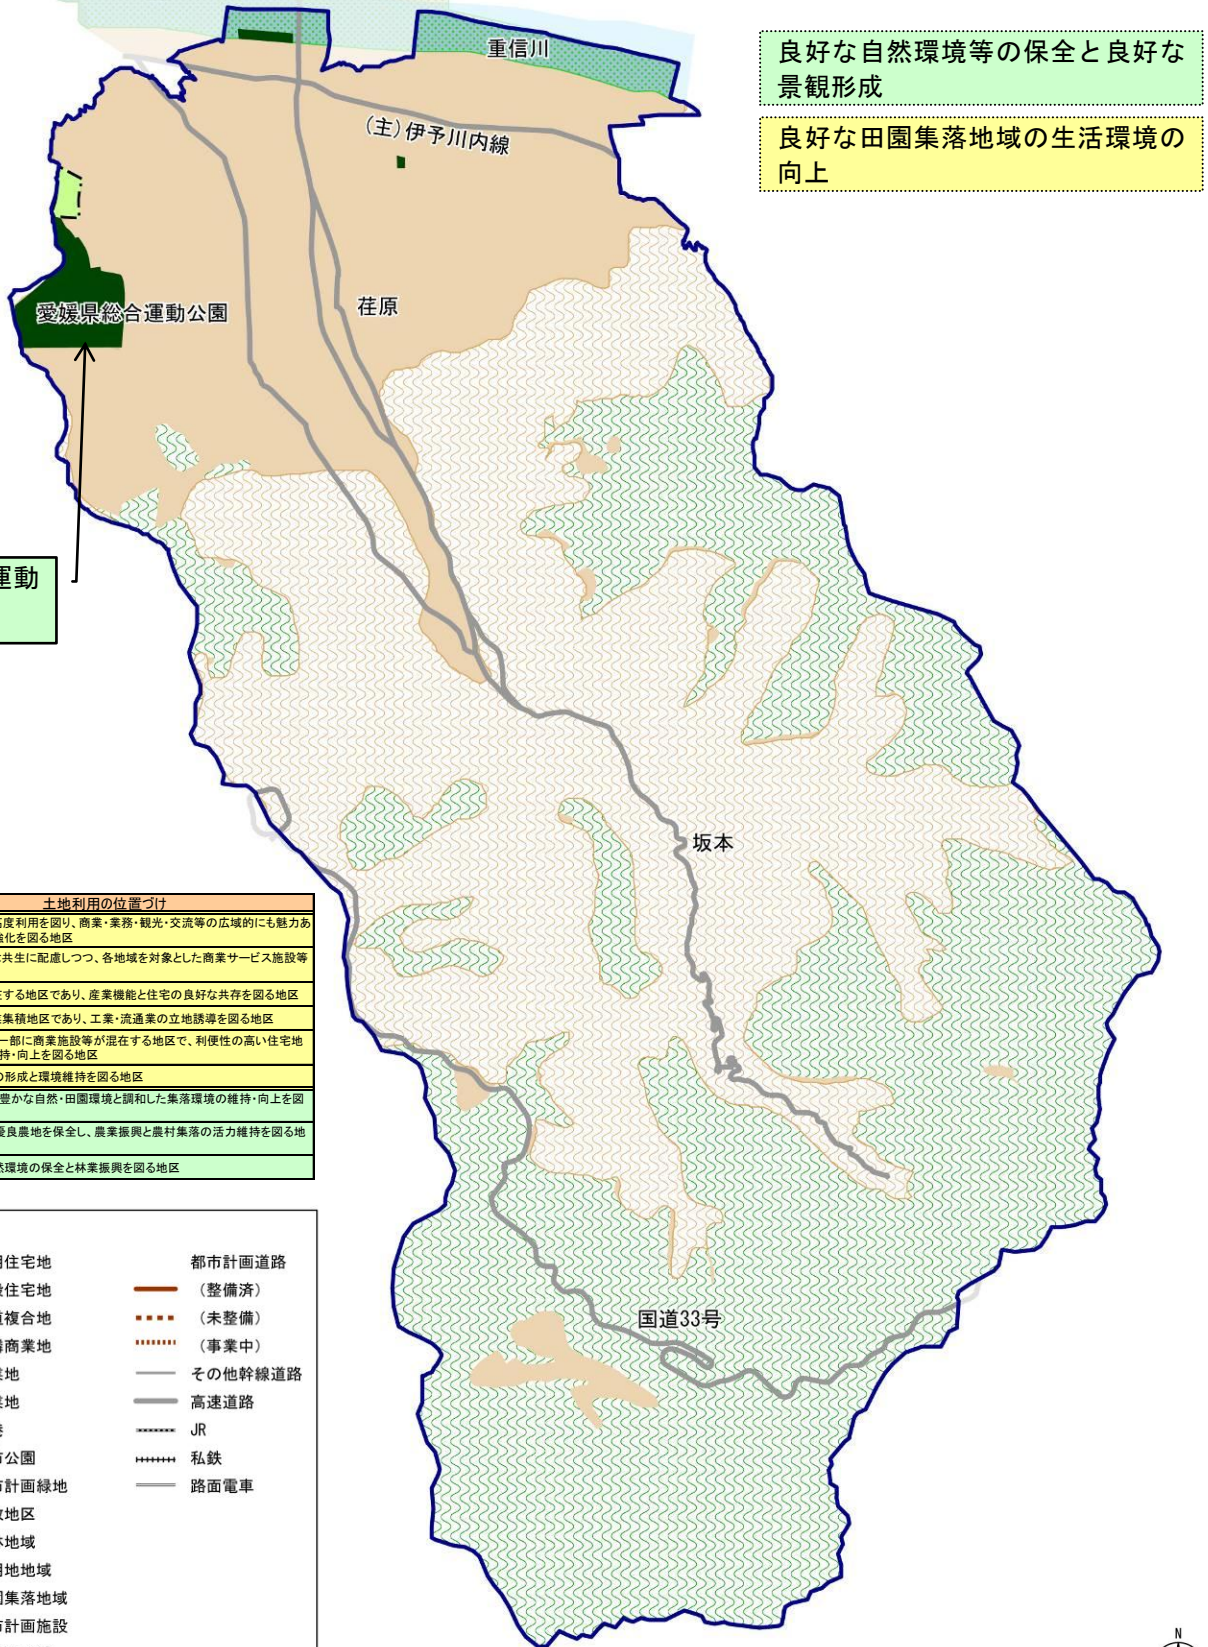 重信川
良好な自然環境等の保全と良好な
景観形成
(主)伊予川内線
良好な田園集落地域の生活環境の
向上
愛媛県総合運動公園
荏原
運動
坂本
土地利用の位置づけ
度利用を図り、商業・業務・観光・交流等の広域的にも魅力あ
強化を図る地区
共生に配慮しつつ、各地域を対象とした商業サービス施設等
する地区であり、産業機能と住宅の良好な共存を図る地区
集積地区であり、工業・流通業の立地誘導を図る地区
一部に商業施設等が混在する地区で、利便性の高い住宅地
持・向上を図る地区
の形成と環境維持を図る地区
豊かな自然・田園環境と調和した集落環境の維持・向上を図
優良農地を保全し、農業振興と農村集落の活力維持を図る地
然環境の保全と林業振興を図る地区
国道33号
用住宅地
般住宅地
道複合地
隣商業地
業地
業地
港
市公園
市計画緑地
致地区
林地域
用地地域
園集落地域
市計画施設
都市計画道路
(整備済)
(未整備)
(事業中)
その他幹線道路
高速道路
JR
私鉄
路面電車
N